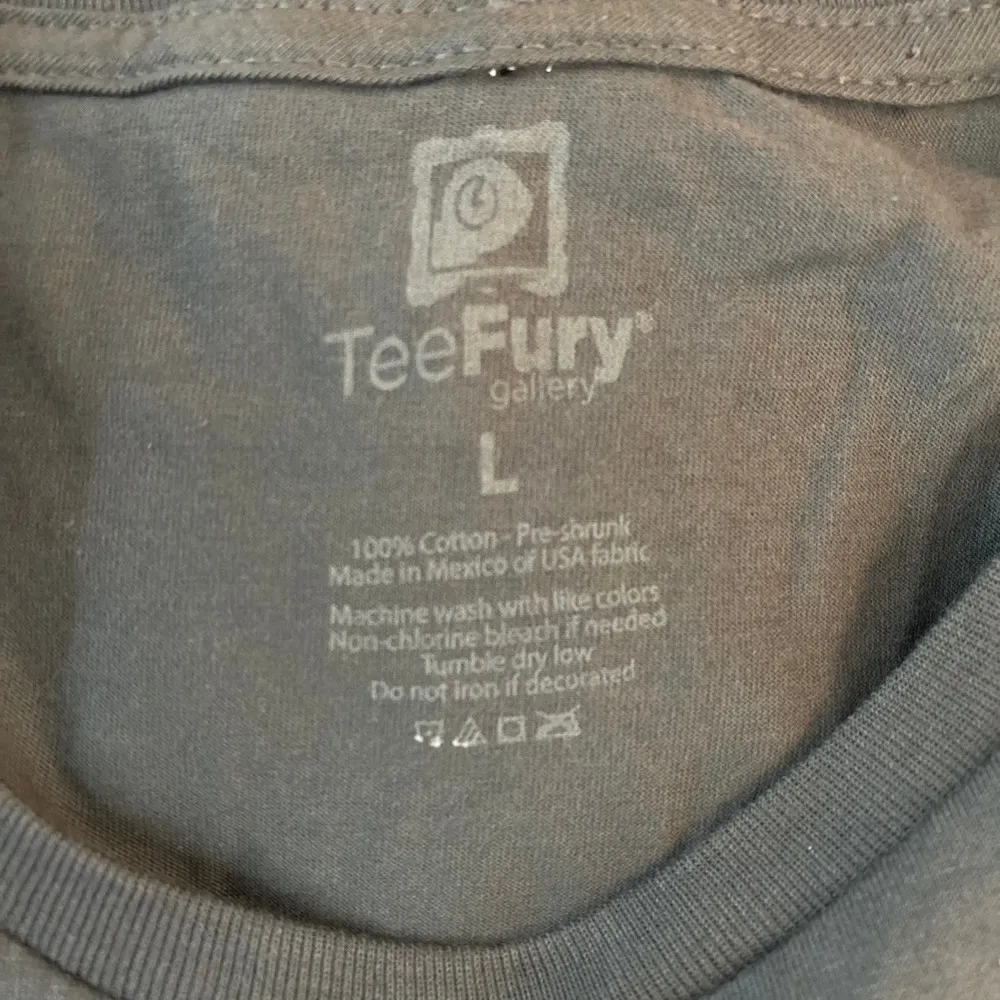 TeeFury®
gallery
L
100% Cotton - Pre-shrunk
Made in Mexico of USA fabric
Machine wash with like colors
Non-chlorine bleach if needed
Tumble dry low
Do not iron if decorated